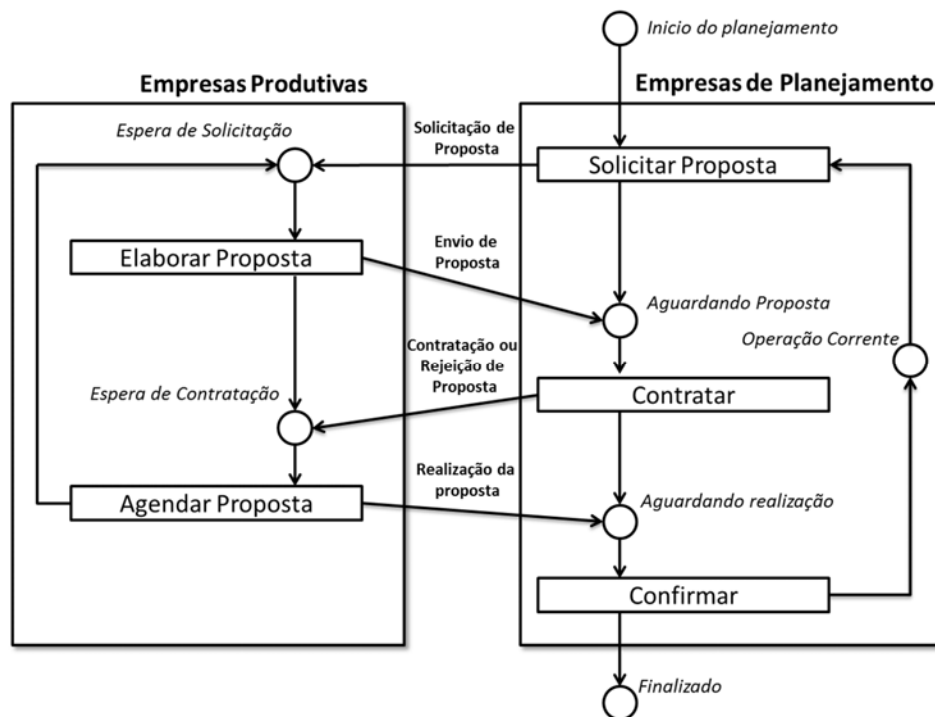 Inicio do planejamento
Empresas Produtivas
Empresas de Planejamento
Espera de Solicitação
Solicitação de
Proposta
Solicitar Proposta
Elaborar Proposta
Envio de
Proposta
Aguardando Proposta
Operação Corrente
Contratação ou
Rejeição de
Proposta
Espera de Contratação
Contratar
Realização da
proposta
Agendar Proposta
Aguardando realização
Confirmar
Finalizado